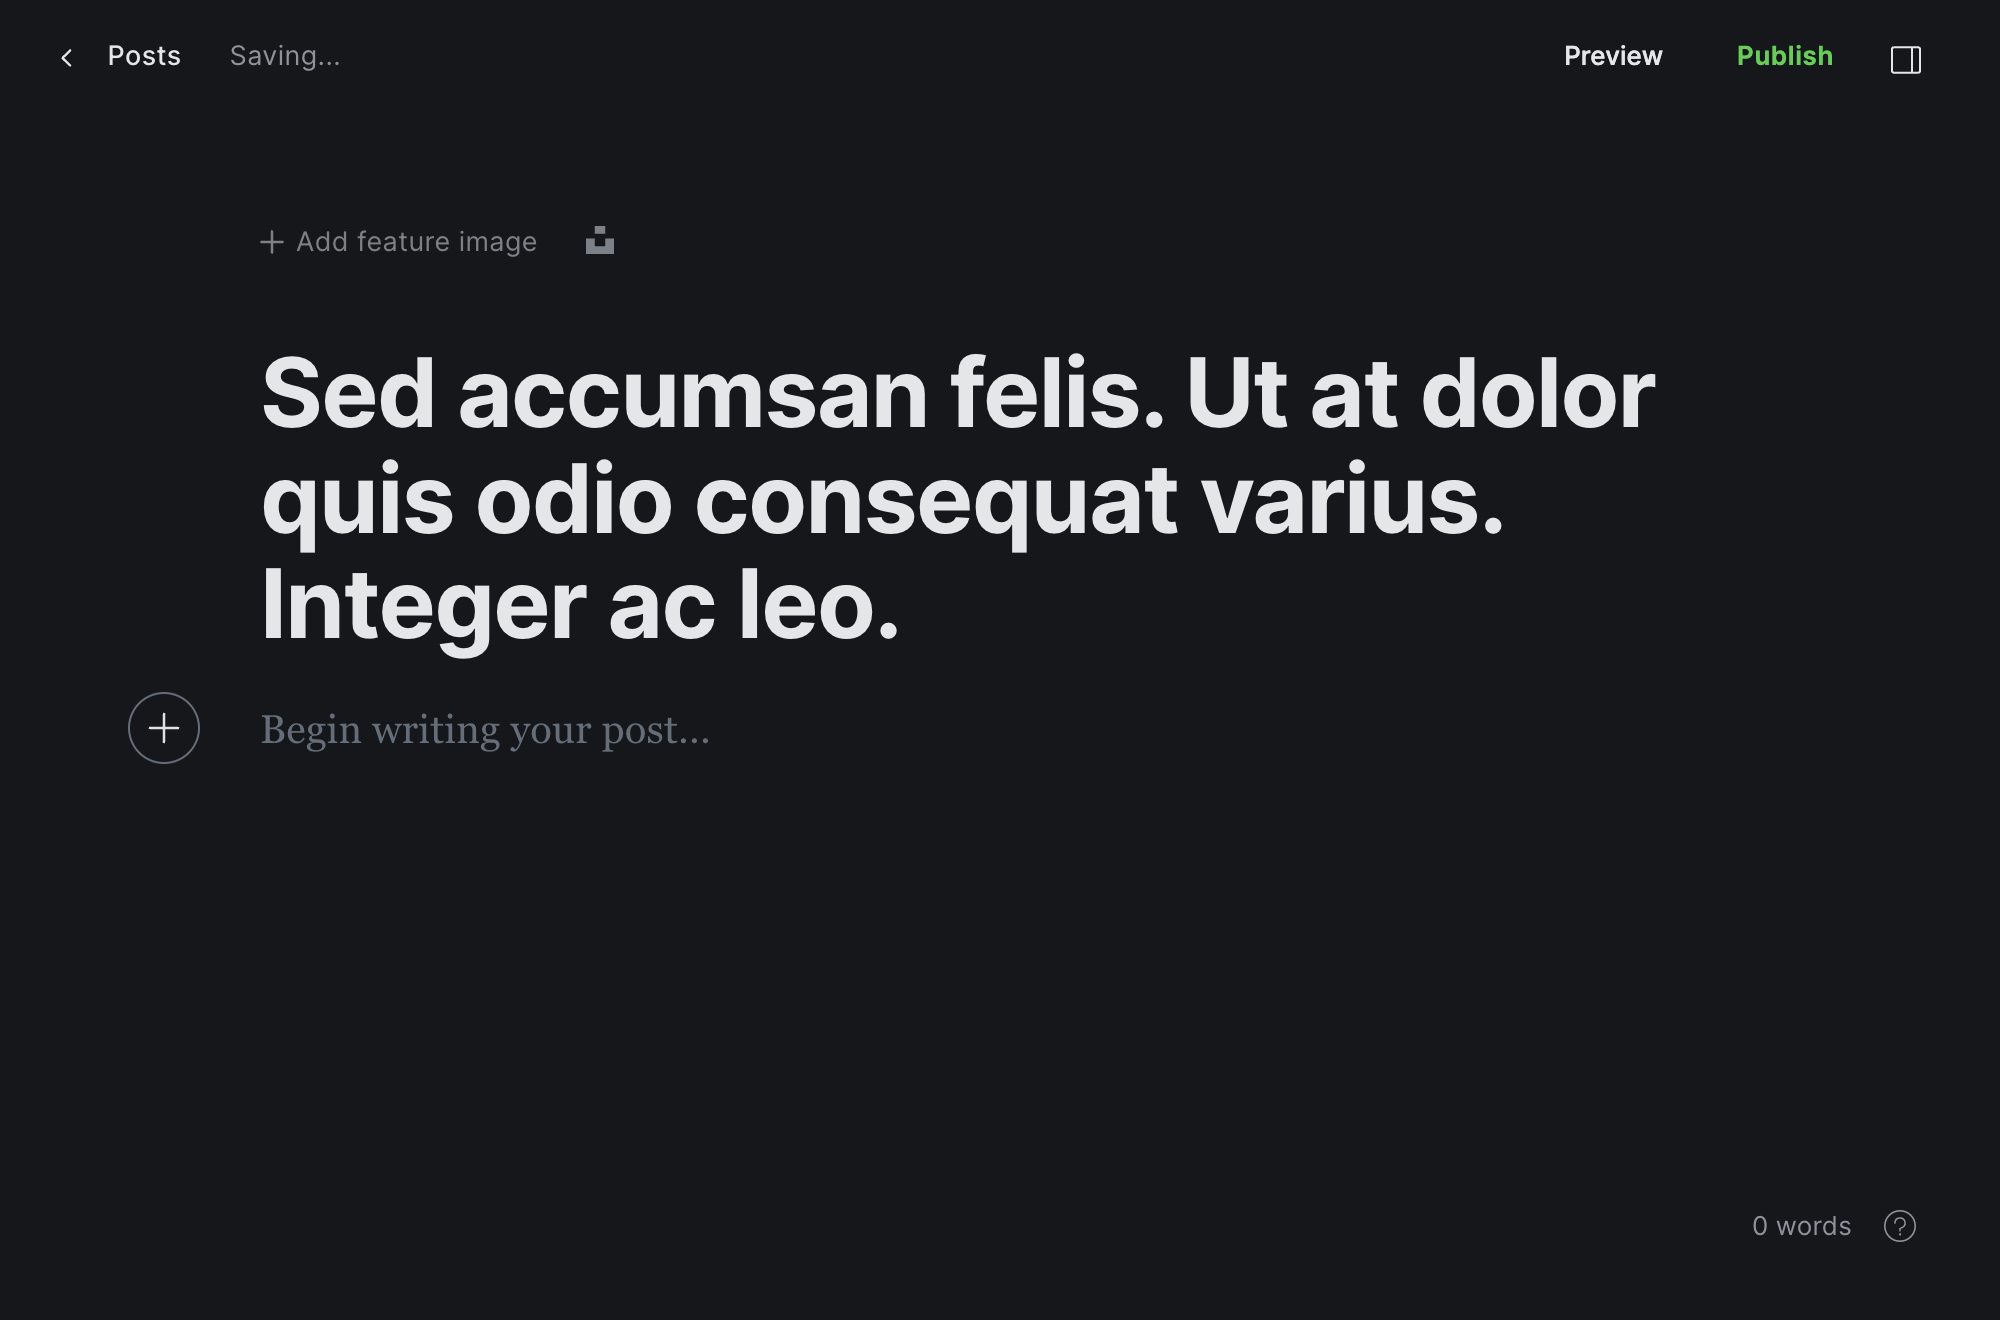 Posts
Saving...
Preview
Publish
Add feature image
Sed accumsan felis. Ut at dolor
quis odio consequat varius.
Integer ac leo.
Begin writing your post...
0 words
?